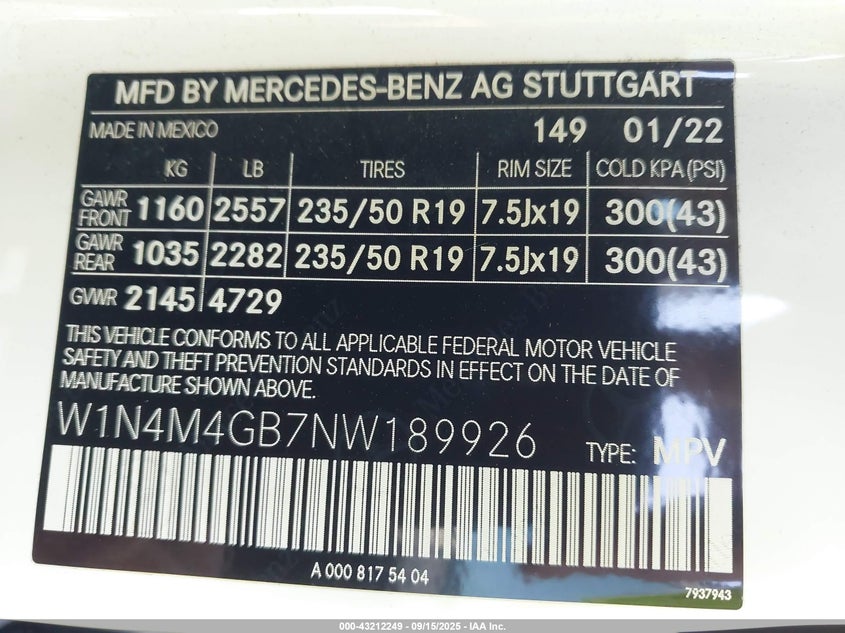 MFD BY MERCEDES-BENZ AG STUTTGART
MADE IN MEXICO 149 01/22
KG LB TIRES RIM SIZE COLD KPA (PSI)
GAWR FRONT 1160 2557 235/50 R19 7.5Jx19 300(43)
GAWR REAR 1035 2282 235/50 R19 7.5Jx19 300(43)
GVWR 2145 4729
THIS VEHICLE CONFORMS TO ALL APPLICABLE FEDERAL MOTOR VEHICLE
SAFETY AND THEFT PREVENTION STANDARDS IN EFFECT ON THE DATE OF
MANUFACTURE SHOWN ABOVE.
W1N4M4GB7NW189926 TYPE: MPV
A 000 817 54 04
7937943
000-43212249 - 09/15/2025 - IAA Inc.